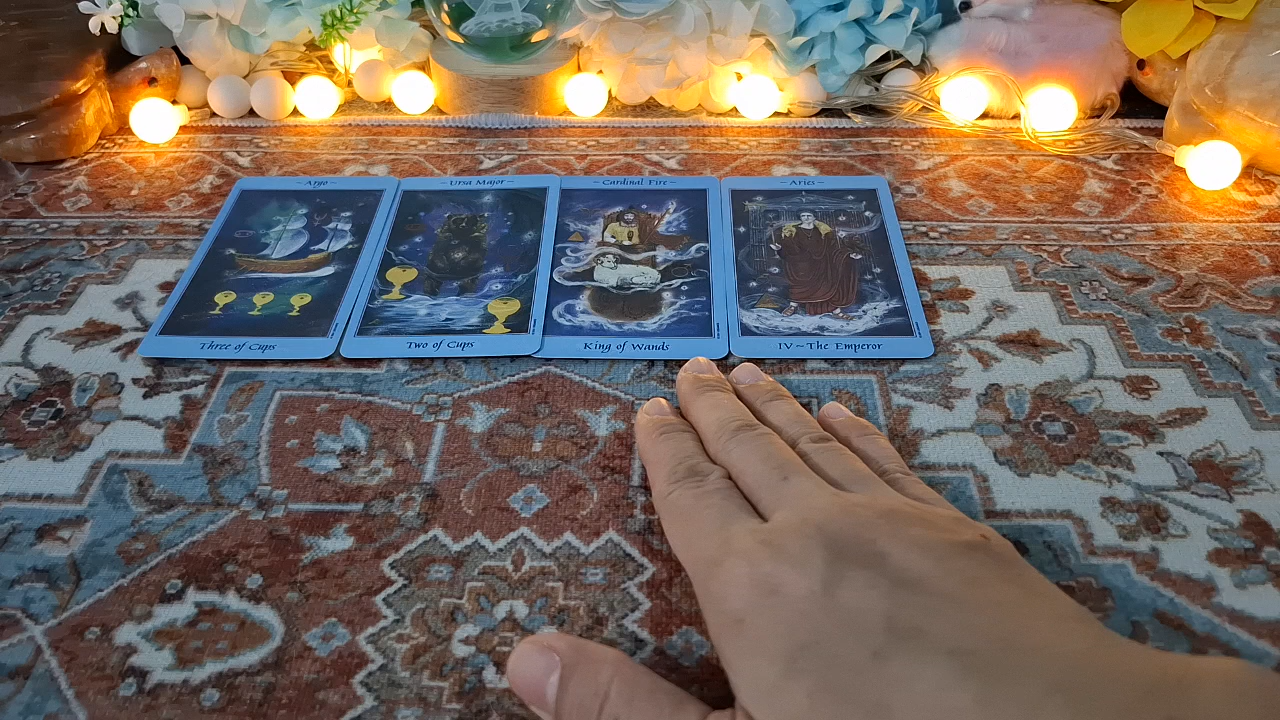 ~ Argo ~
Three of Cups
~ Ursa Major ~
Two of Cups
~ Cardinal Fire ~
King of Wands
~ Aries ~
IV ~ The Emperor